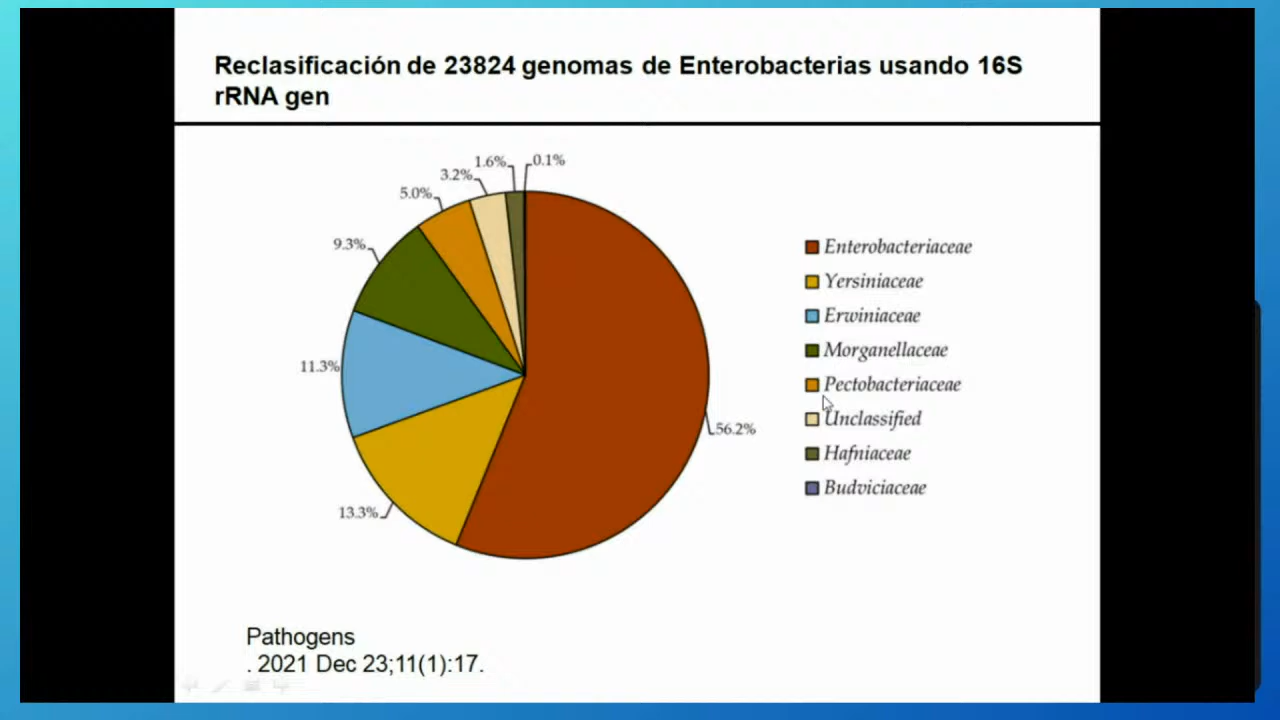 Reclasificación de 23824 genomas de Enterobacterias usando 16S
rRNA gen
1.6%
0.1%
3.2%
5.0%
9.3%
11.3%
13.3%
56.2%
Enterobacteriaceae
Yersiniaceae
Erwiniaceae
Morganellaceae
Pectobacteriaceae
Unclassified
Hafniaceae
Budviciaceae
Pathogens
. 2021 Dec 23;11(1):17.